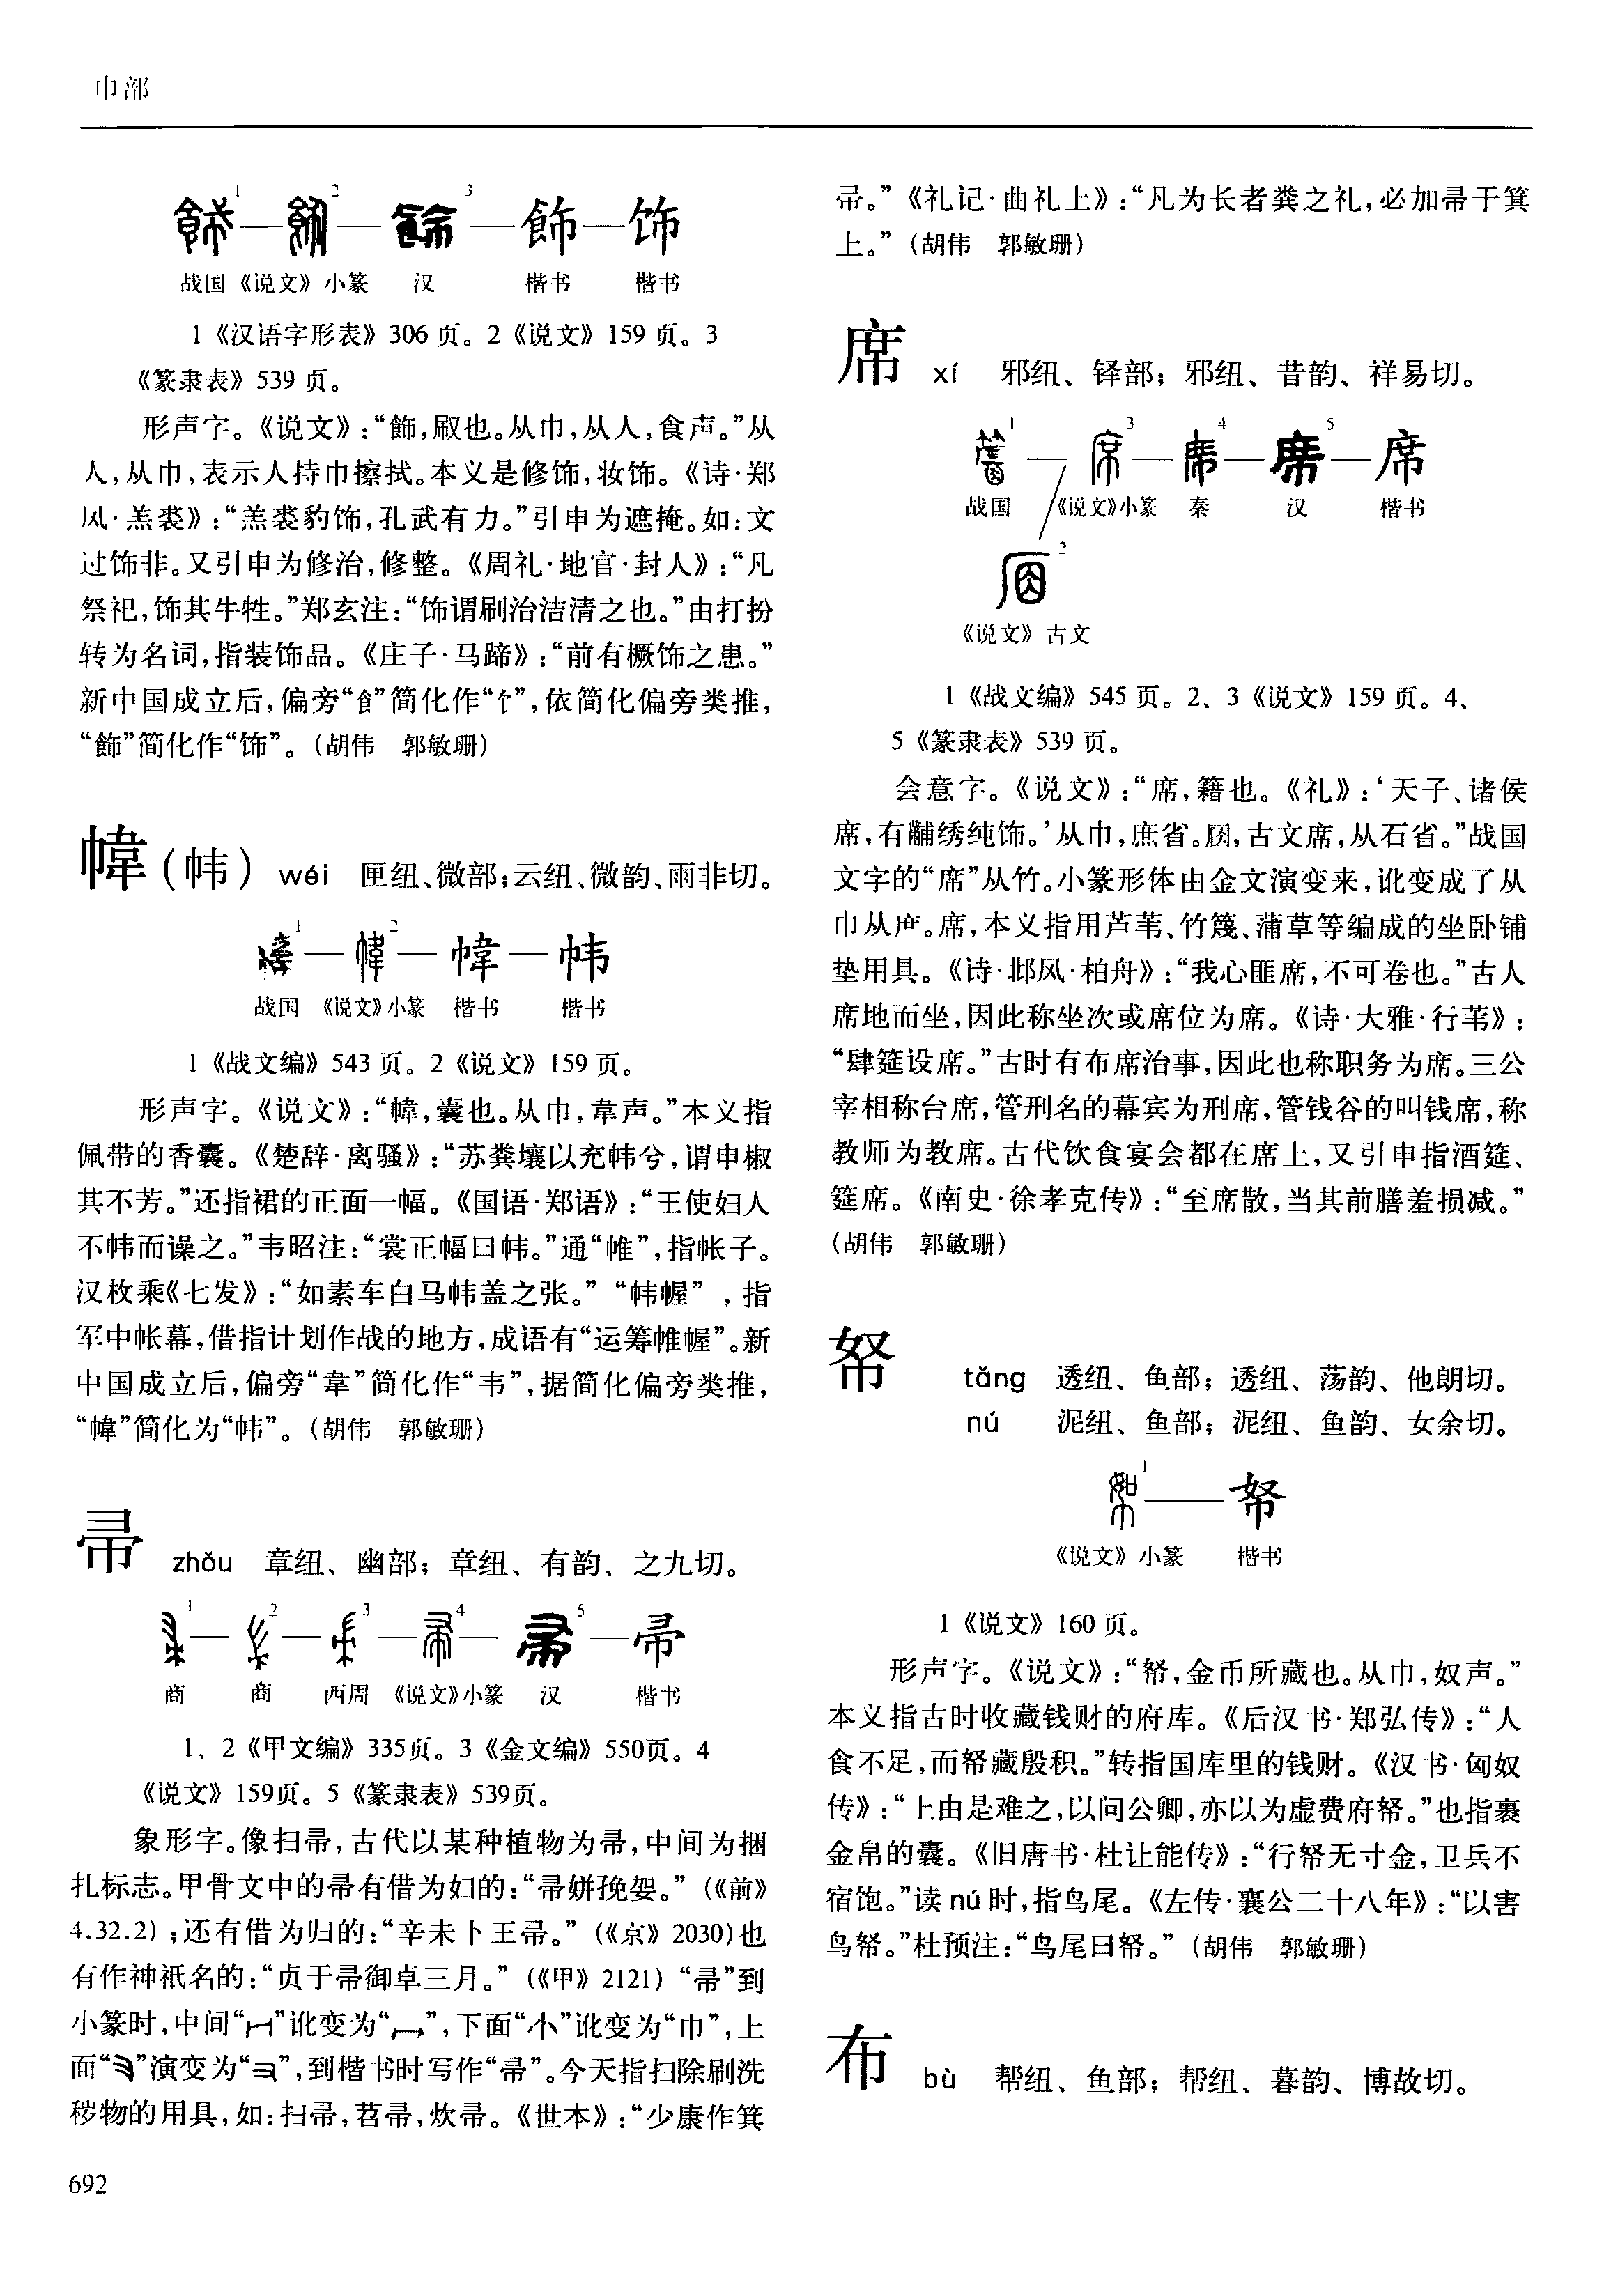 巾部
1 2 3
飾 饰
战国 《说文》小篆 汉 楷书 楷书
1《汉语字形表》306页。2《说文》159页。3
《篆隶表》539页。
形声字。《说文》:“飾,㕞也。从巾,从人,食声。”从
人,从巾,表示人持巾擦拭。本义是修饰,妆饰。《诗·郑
风·羔裘》:“羔裘豹饰,孔武有力。”引申为遮掩。如:文
过饰非。又引申为修治,修整。《周礼·地官·封人》:“凡
祭祀,饰其牛牲。”郑玄注:“饰谓刷治洁清之也。”由打扮
转为名词,指装饰品。《庄子·马蹄》:“前有橛饰之患。”
新中国成立后,偏旁“飠”简化作“饣”,依简化偏旁类推,
“飾”简化作“饰”。(胡伟 郭敏珊)
幃(帏) wéi 匣纽、微部;云纽、微韵、雨非切。
1 2
幃 帏
战国 《说文》小篆 楷书 楷书
1《战文编》543页。2《说文》159页。
形声字。《说文》:“幃,囊也。从巾,韋声。”本义指
佩带的香囊。《楚辞·离骚》:“苏粪壤以充帏兮,谓申椒
其不芳。”还指裙的正面一幅。《国语·郑语》:“王使妇人
不帏而譟之。”韦昭注:“裳正幅曰帏。”通“帷”,指帐子。
汉枚乘《七发》:“如素车白马帏盖之张。”“帏幄”,指
军中帐幕,借指计划作战的地方,成语有“运筹帷幄”。新
中国成立后,偏旁“韋”简化作“韦”,据简化偏旁类推,
“幃”简化为“帏”。(胡伟 郭敏珊)
帚 zhǒu 章纽、幽部;章纽、有韵、之九切。
1 2 3 4 5
帚
商 商 西周 《说文》小篆 汉 楷书
1、2《甲文编》335页。3《金文编》550页。4
《说文》159页。5《篆隶表》539页。
象形字。像扫帚,古代以某种植物为帚,中间为捆
扎标志。甲骨文中的帚有借为妇的:“帚姘㝃妿。”(《前》
4.32.2);还有借为归的:“辛未卜王帚。”(《京》2030)也
有作神祇名的:“贞于帚御卓三月。”(《甲》2121)“帚”到
小篆时,中间“”讹变为“”,下面“”讹变为“巾”,上
面“”演变为“”,到楷书时写作“帚”。今天指扫除刷洗
秽物的用具,如:扫帚,苕帚,炊帚。《世本》:“少康作箕
帚。”《礼记·曲礼上》:“凡为长者粪之礼,必加帚于箕
上。”(胡伟 郭敏珊)
席 xí 邪纽、铎部;邪纽、昔韵、祥易切。
1 3 4 5
席
战国 《说文》小篆 秦 汉 楷书
2
《说文》古文
1《战文编》545页。2、3《说文》159页。4、
5《篆隶表》539页。
会意字。《说文》:“席,籍也。《礼》:‘天子、诸侯
席,有黼绣纯饰。’从巾,庶省。,古文席,从石省。”战国
文字的“席”从竹。小篆形体由金文演变来,讹变成了从
巾从。席,本义指用芦苇、竹篾、蒲草等编成的坐卧铺
垫用具。《诗·邶风·柏舟》:“我心匪席,不可卷也。”古人
席地而坐,因此称坐次或席位为席。《诗·大雅·行苇》:
“肆筵设席。”古时有布席治事,因此也称职务为席。三公
宰相称台席,管刑名的幕宾为刑席,管钱谷的叫钱席,称
教师为教席。古代饮食宴会都在席上,又引申指酒筵、
筵席。《南史·徐孝克传》:“至席散,当其前膳羞损减。”
(胡伟 郭敏珊)
帑 tǎng 透纽、鱼部;透纽、荡韵、他朗切。
nú 泥纽、鱼部;泥纽、鱼韵、女余切。
1
帑
《说文》小篆 楷书
1《说文》160页。
形声字。《说文》:“帑,金币所藏也。从巾,奴声。”
本义指古时收藏钱财的府库。《后汉书·郑弘传》:“人
食不足,而帑藏殷积。”转指国库里的钱财。《汉书·匈奴
传》:“上由是难之,以问公卿,亦以为虚费府帑。”也指裹
金帛的囊。《旧唐书·杜让能传》:“行帑无寸金,卫兵不
宿饱。”读nú时,指鸟尾。《左传·襄公二十八年》:“以害
鸟帑。”杜预注:“鸟尾曰帑。”(胡伟 郭敏珊)
布 bù 帮纽、鱼部;帮纽、暮韵、博故切。
692